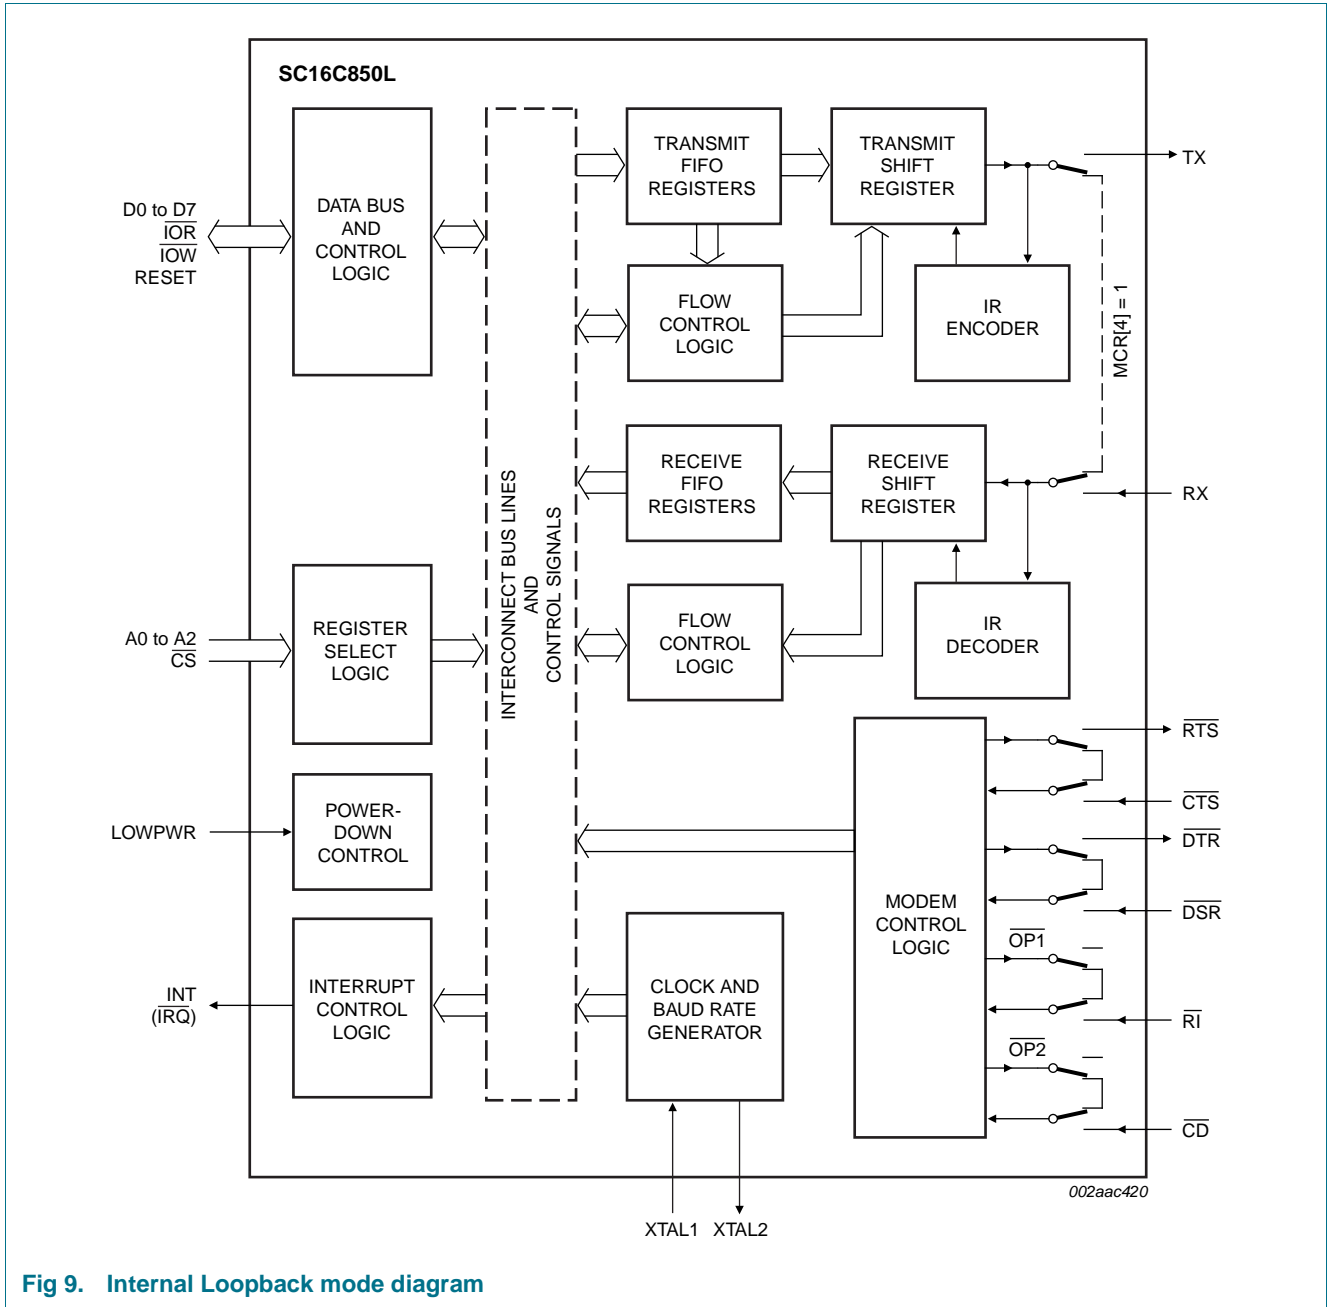 SC16C850L
D0 to D7
IOR
IOW
RESET
DATA BUS
AND
CONTROL
LOGIC
TRANSMIT
FIFO
REGISTERS
TRANSMIT
SHIFT
REGISTER
TX
FLOW
CONTROL
LOGIC
IR
ENCODER
MCR[4] = 1
INTERCONNECT BUS LINES
AND
CONTROL SIGNALS
RECEIVE
FIFO
REGISTERS
RECEIVE
SHIFT
REGISTER
RX
A0 to A2
CS
REGISTER
SELECT
LOGIC
FLOW
CONTROL
LOGIC
IR
DECODER
LOWPWR
POWER-
DOWN
CONTROL
MODEM
CONTROL
LOGIC
RTS
CTS
DTR
DSR
OP1
RI
OP2
CD
INT
(IRQ)
INTERRUPT
CONTROL
LOGIC
CLOCK AND
BAUD RATE
GENERATOR
XTAL1 XTAL2
002aac420
Fig 9. Internal Loopback mode diagram